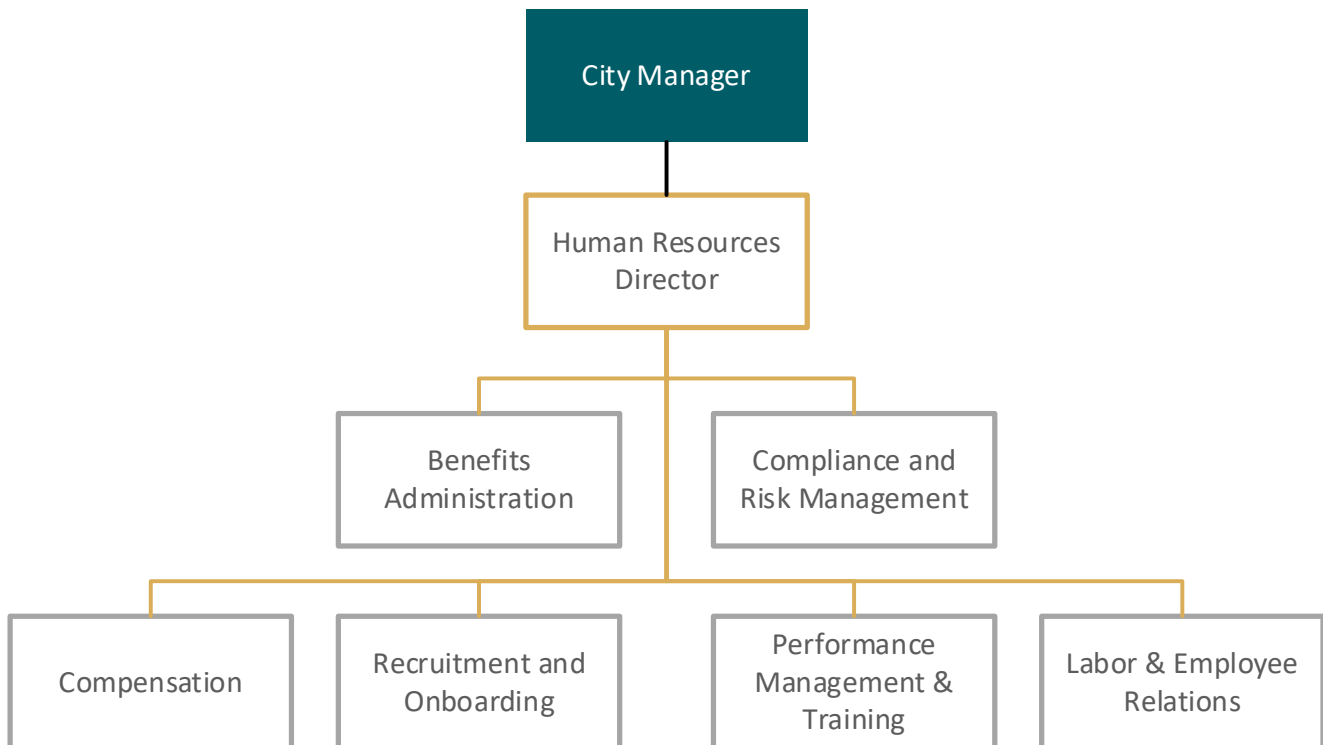 City Manager
Human Resources
Director
Benefits
Administration
Compliance and
Risk Management
Compensation
Recruitment and
Onboarding
Performance
Management &
Training
Labor & Employee
Relations